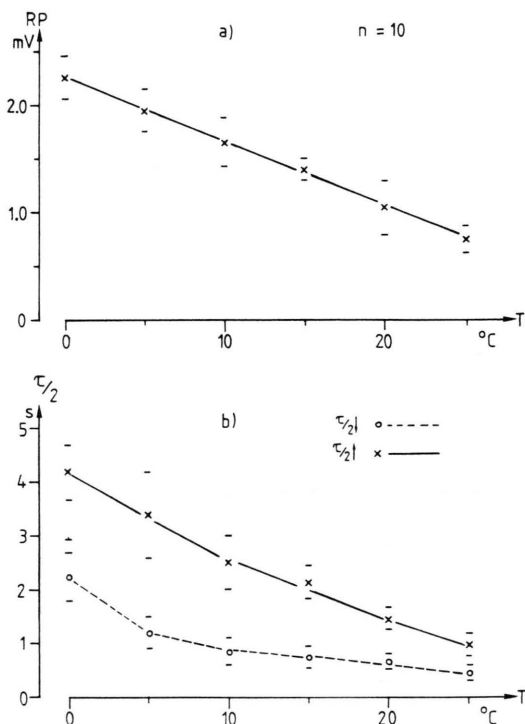 RP
mV
a)
n = 10
2.0
1.0
0
0 10 20 T
°C
τ/2
s
b)
τ/2↓ o-----
τ/2↑ x——
5
4
3
2
1
0
0 10 20 T
°C